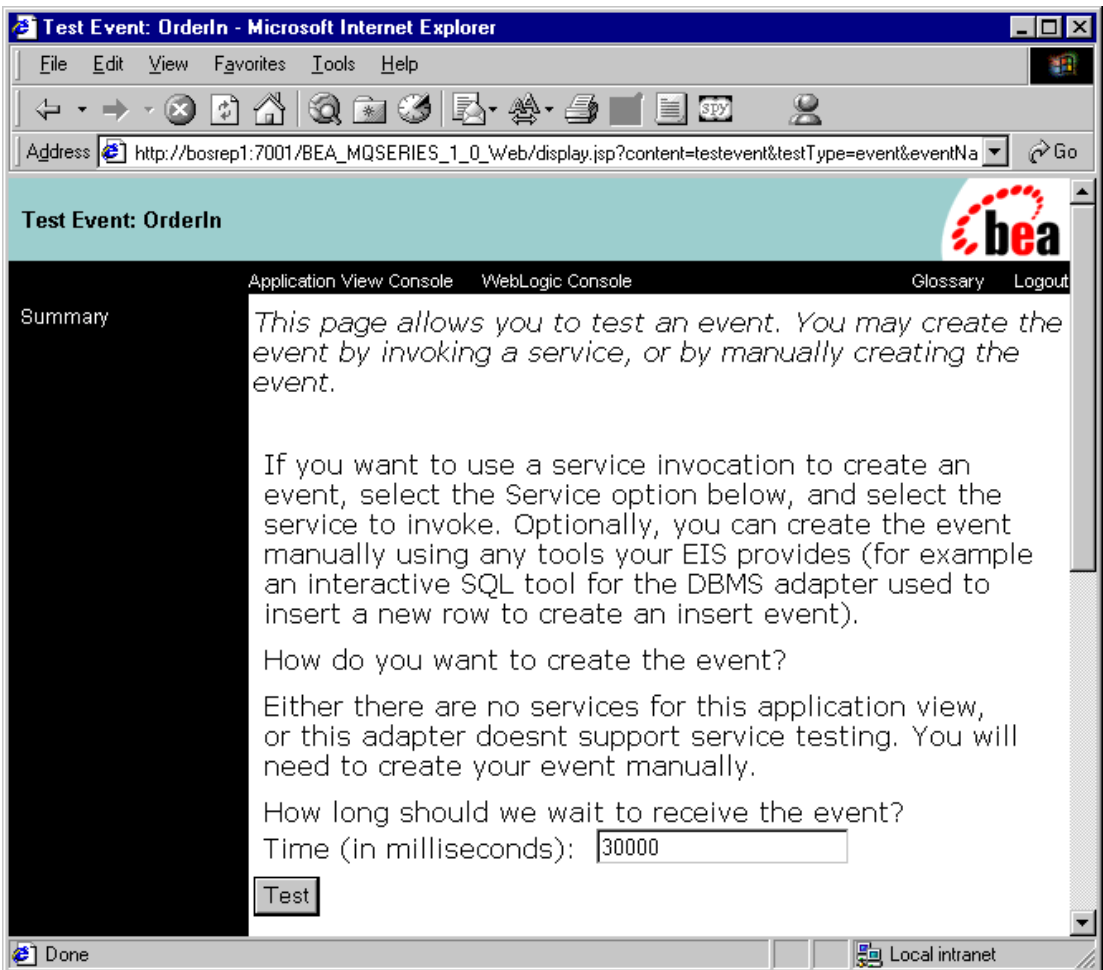 Test Event: OrderIn - Microsoft Internet Explorer
File Edit View Favorites Tools Help
SPY
Address http://bosrep1:7001/BEA_MQSERIES_1_0_Web/display.jsp?content=testevent&testType=event&eventNa Go
Test Event: OrderIn
bea
Application View Console WebLogic Console Glossary Logout
Summary
This page allows you to test an event. You may create the
event by invoking a service, or by manually creating the
event.
If you want to use a service invocation to create an
event, select the Service option below, and select the
service to invoke. Optionally, you can create the event
manually using any tools your EIS provides (for example
an interactive SQL tool for the DBMS adapter used to
insert a new row to create an insert event).
How do you want to create the event?
Either there are no services for this application view,
or this adapter doesnt support service testing. You will
need to create your event manually.
How long should we wait to receive the event?
Time (in milliseconds): 30000
Test
Done Local intranet